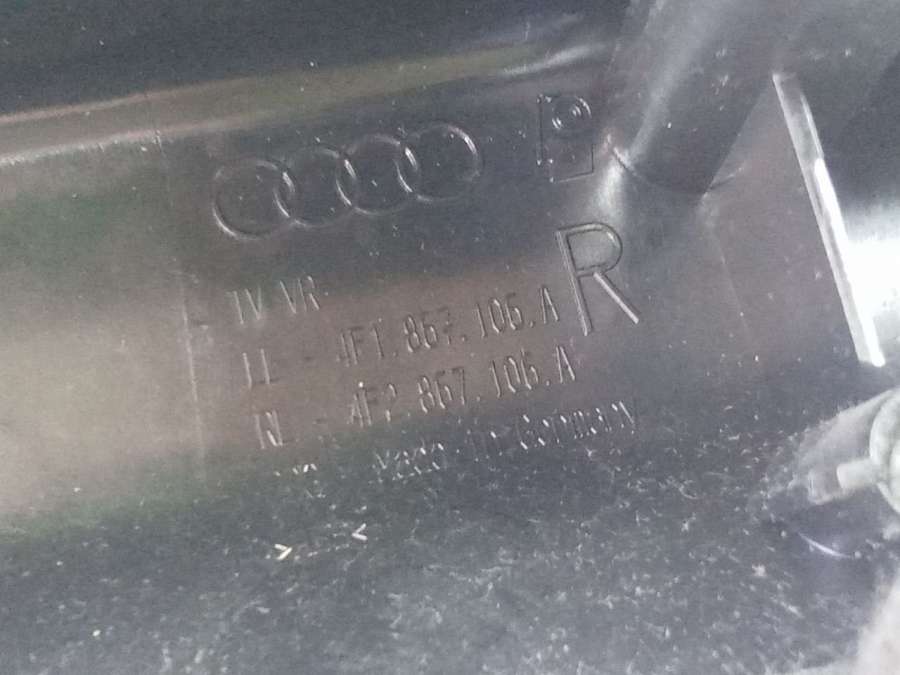 R
TV VR
LL - 4F1.867.106.A
RL - 4F2.867.106.A
Made in Germany